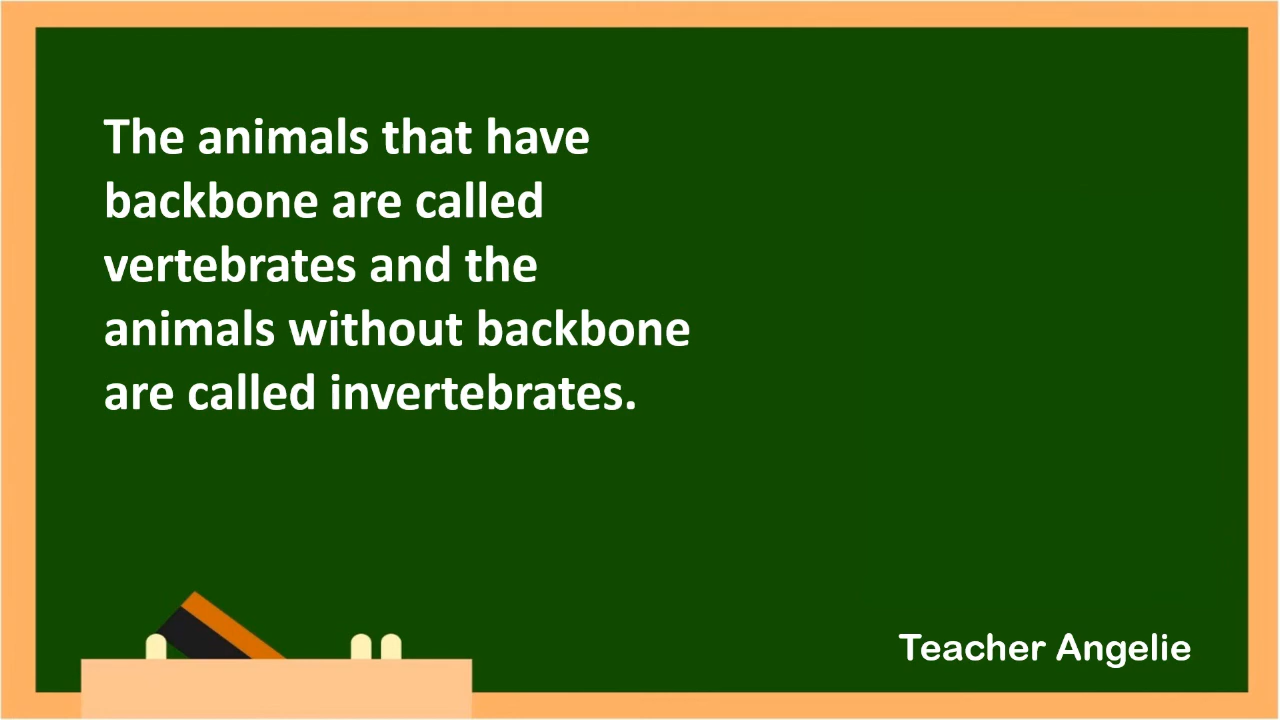 The animals that have
backbone are called
vertebrates and the
animals without backbone
are called invertebrates.
Teacher Angelie